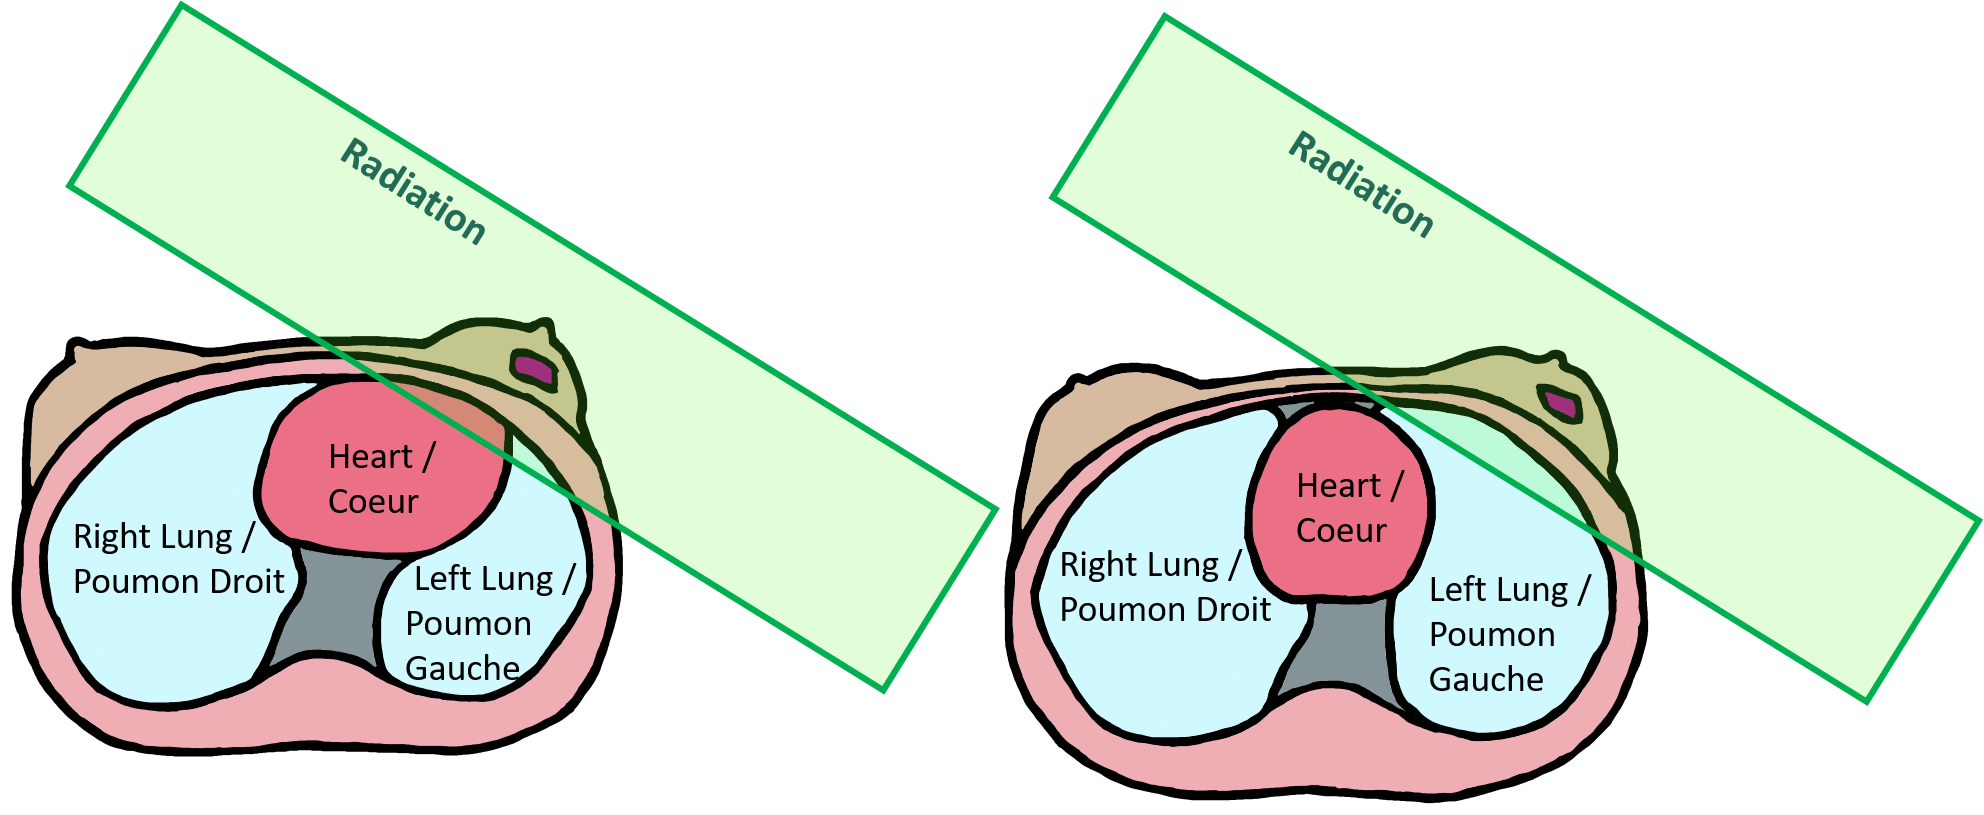 Radiation
Heart /
Coeur
Right Lung /
Poumon Droit
Left Lung /
Poumon
Gauche
Radiation
Heart /
Coeur
Right Lung /
Poumon Droit
Left Lung /
Poumon
Gauche